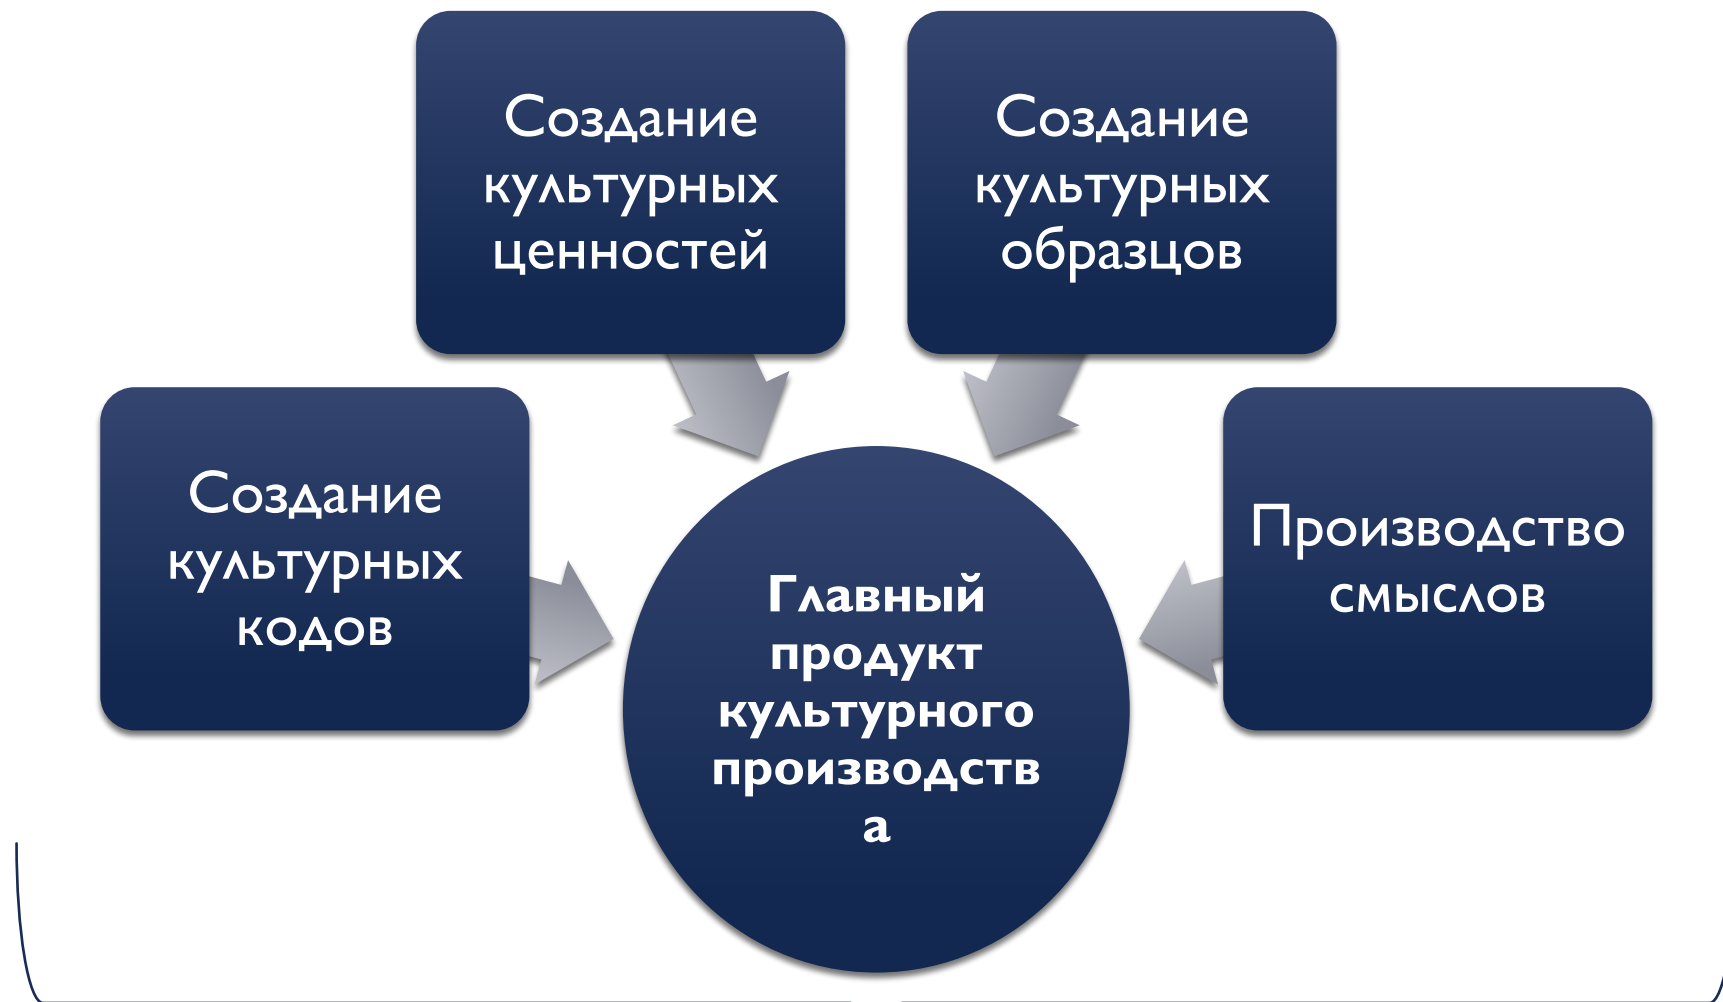 Создание
культурных
ценностей
Создание
культурных
образцов
Создание
культурных
кодов
Производство
смыслов
Главный
продукт
культурного
производств
а